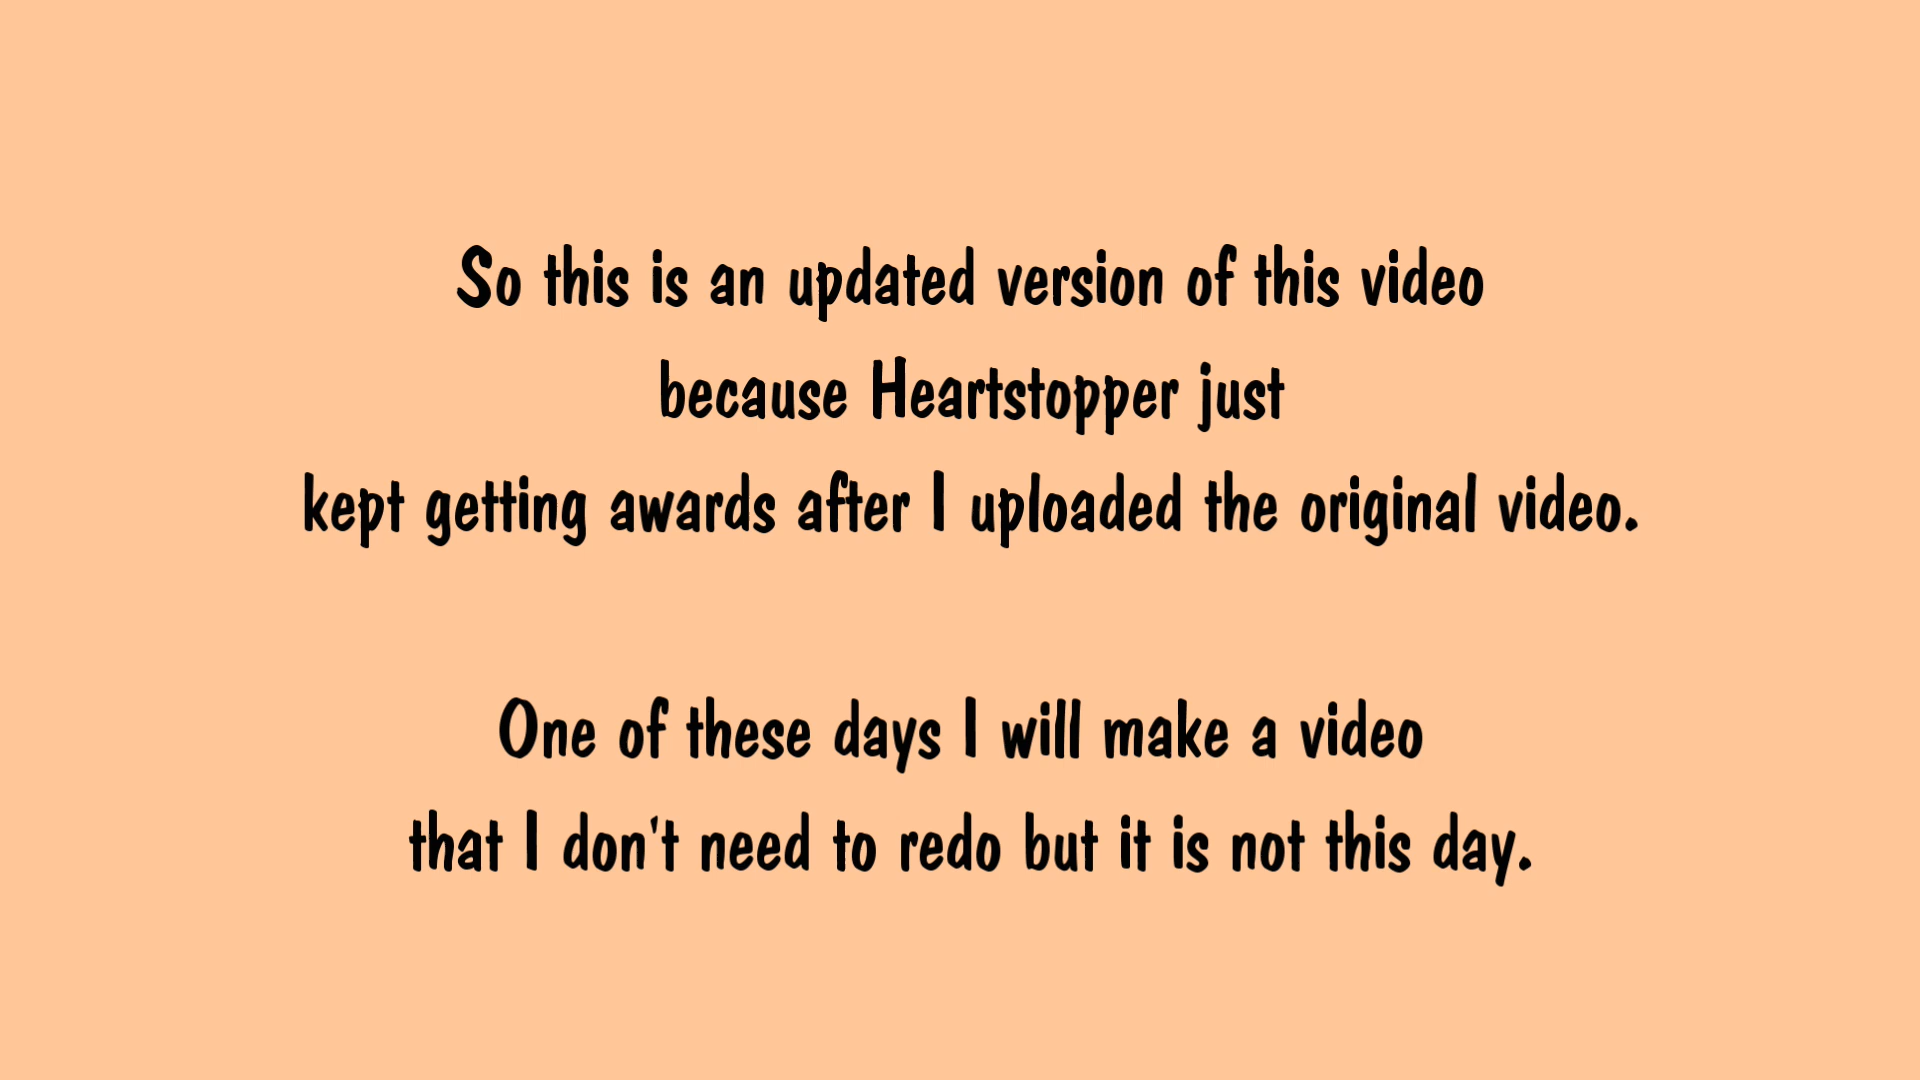 So this is an updated version of this video
because Heartstopper just
kept getting awards after I uploaded the original video.
One of these days I will make a video
that I don't need to redo but it is not this day.